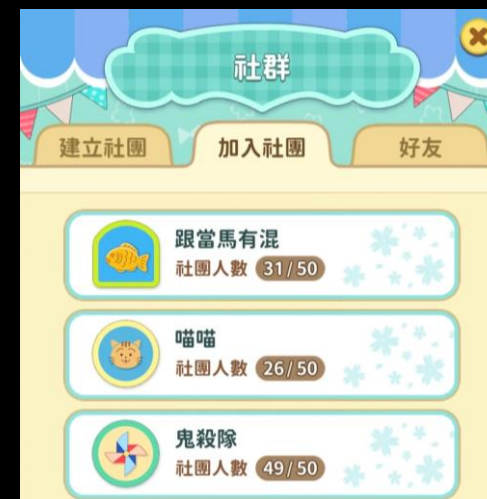 社群
建立社團
加入社團
好友
跟當馬有混
社團人數 31/50
喵喵
社團人數 26/50
鬼殺隊
社團人數 49/50